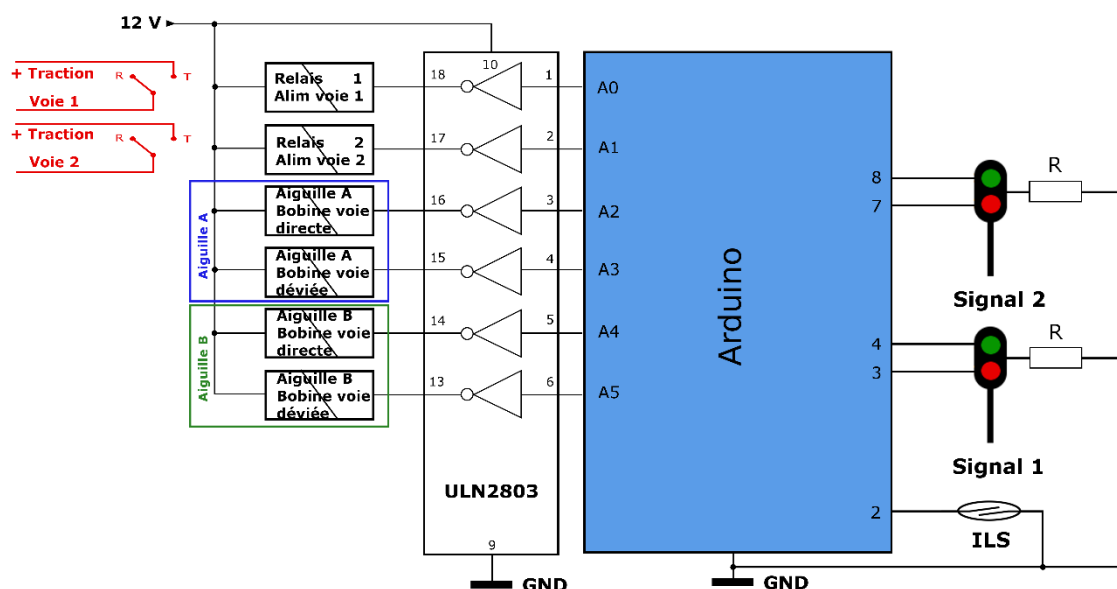 12 V
+ Traction
R
T
Voie 1
+ Traction
R
T
Voie 2
Relais 1
Alim voie 1
Relais 2
Alim voie 2
Aiguille A
Aiguille A
Bobine voie
directe
Aiguille A
Bobine voie
déviée
Aiguille B
Aiguille B
Bobine voie
directe
Aiguille B
Bobine voie
déviée
10
18
1
17
2
16
3
15
4
14
5
13
6
ULN2803
9
GND
A0
A1
A2
A3
A4
A5
Arduino
8
7
4
3
2
GND
R
Signal 2
R
Signal 1
ILS